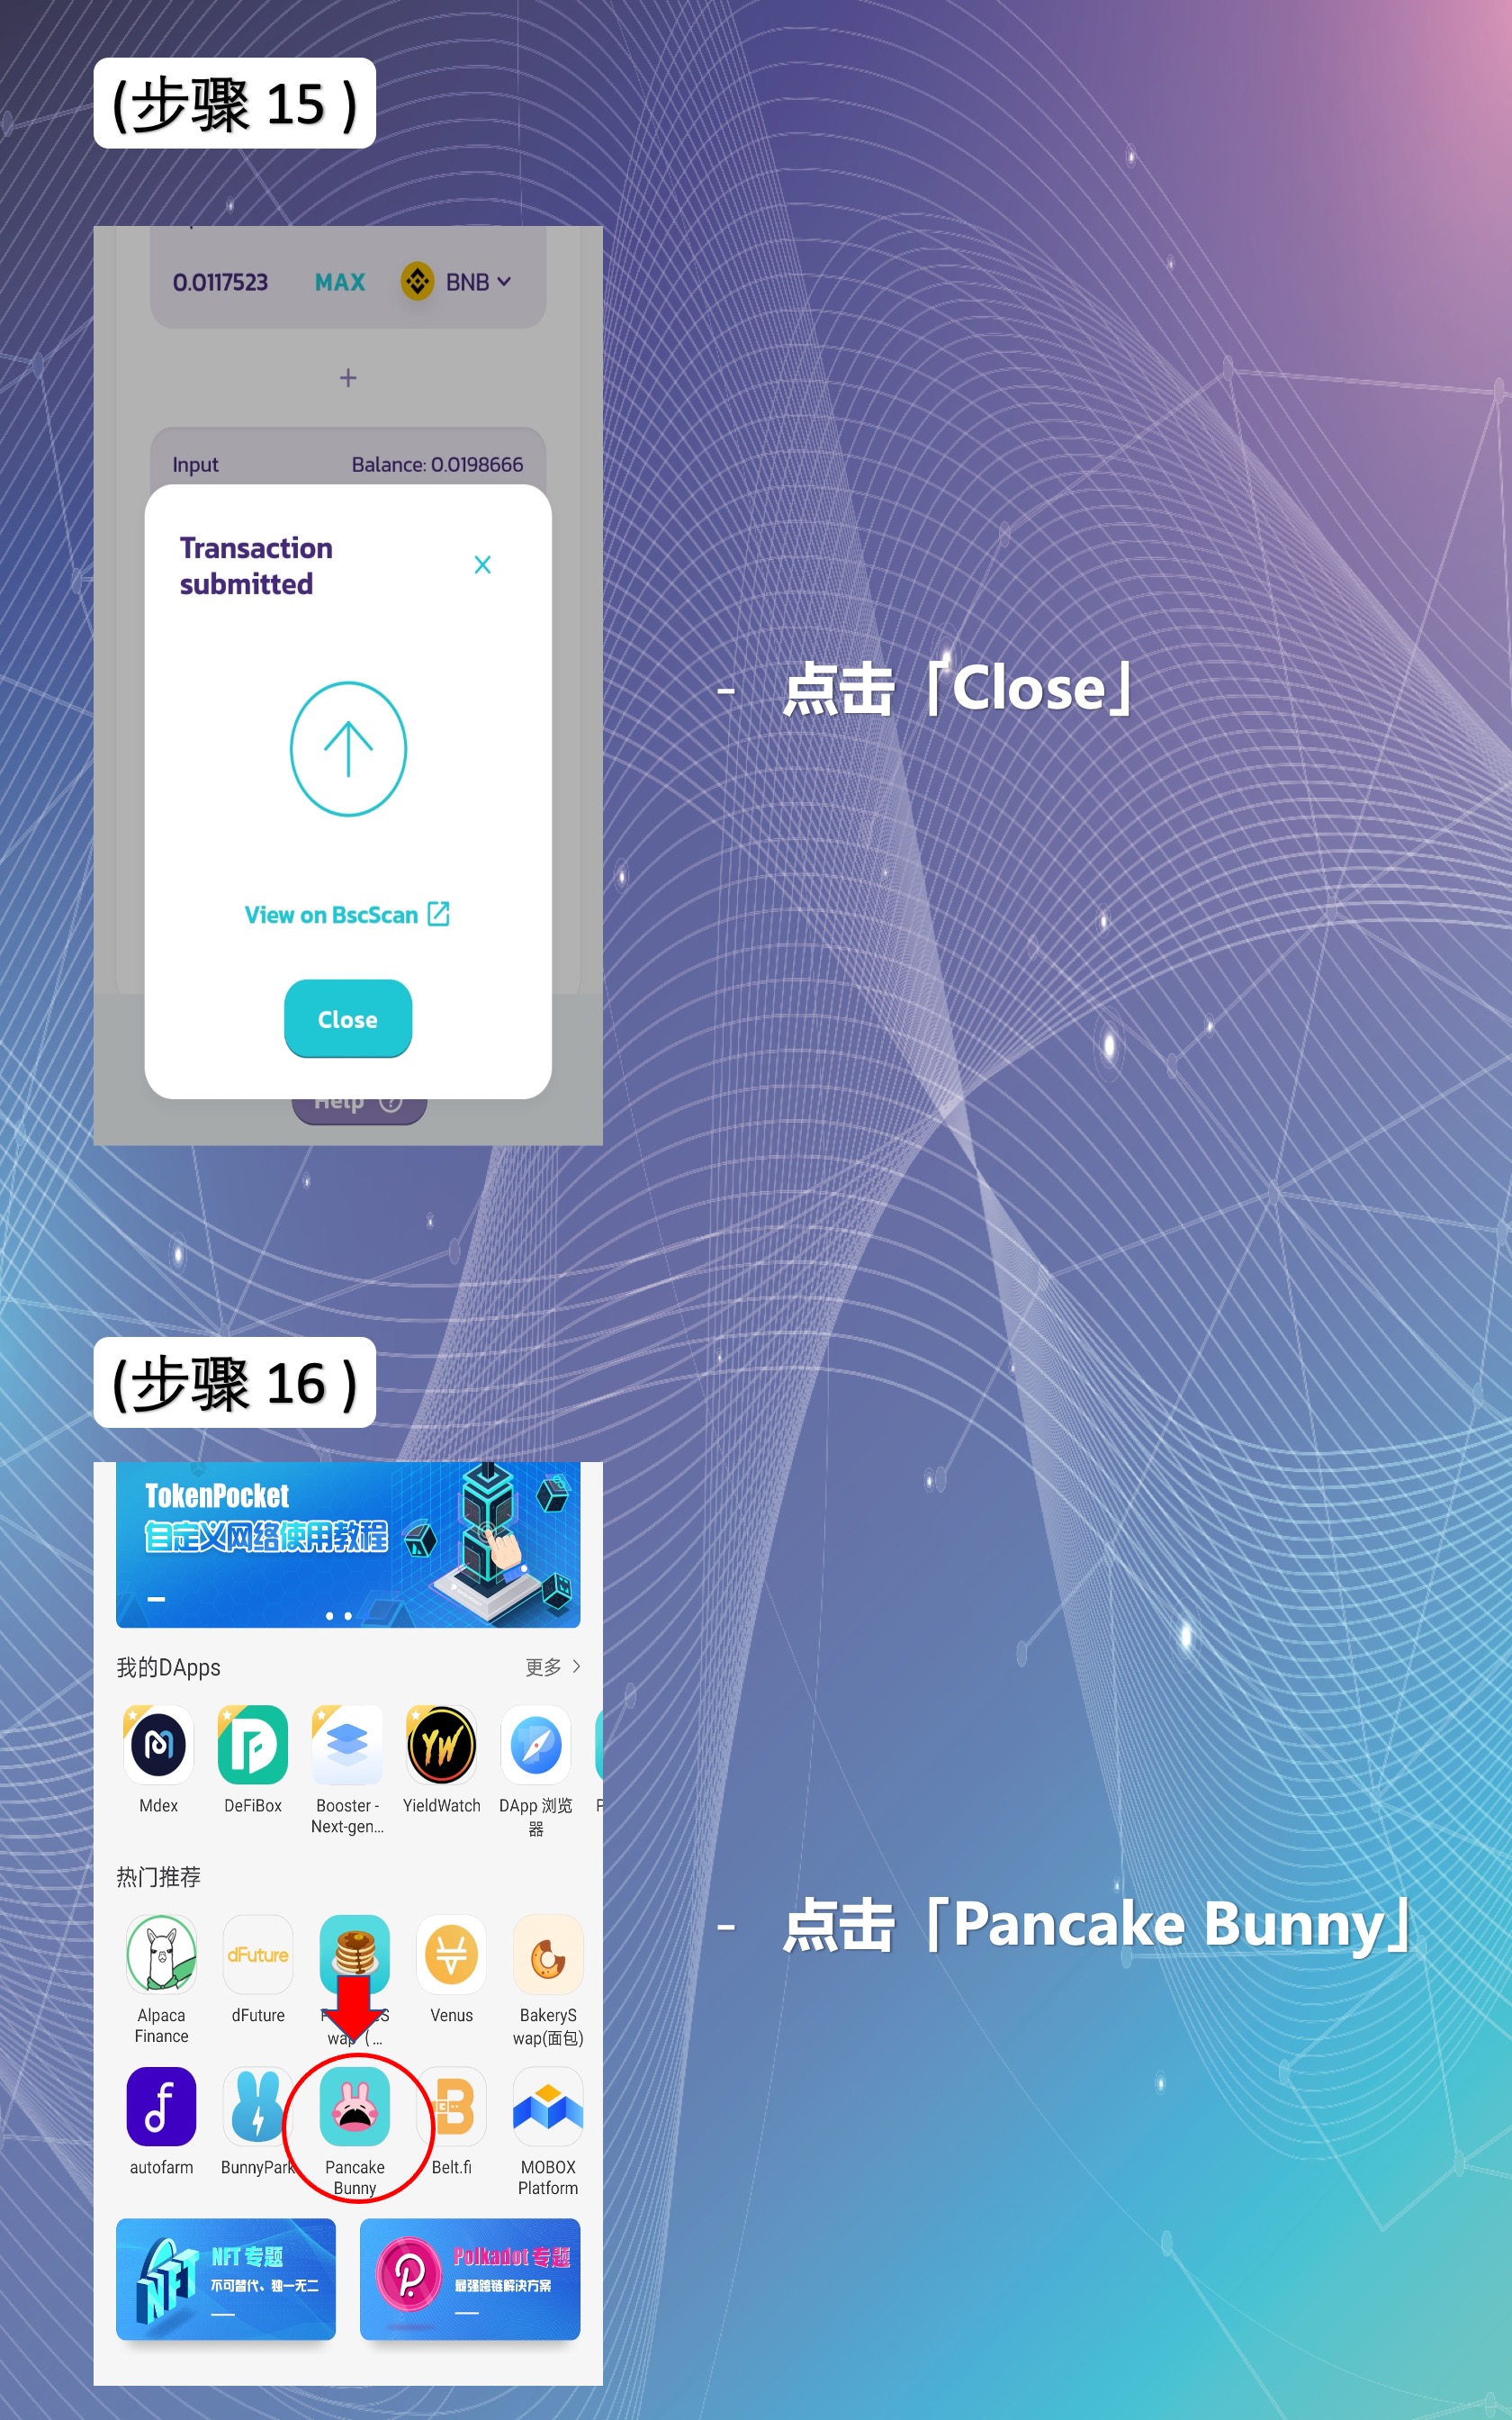 (步骤 15 )
0.0117523 MAX BNB
+
Input Balance: 0.0198666
Transaction
submitted
View on BscScan
Close
Help
- 点击「Close」
(步骤 16 )
TokenPocket
自定义网络使用教程
我的DApps 更多
Mdex DeFiBox Booster - YieldWatch DApp 浏览
Next-gen... 器
热门推荐
dFuture
Alpaca dFuture Venus BakeryS
Finance wap ( ... wap(面包)
autofarm BunnyPark Pancake Belt.fi MOBOX
Bunny Platform
NFT 专题 Polkadot 专题
不可替代、独一无二 最强跨链解决方案
- 点击「Pancake Bunny」